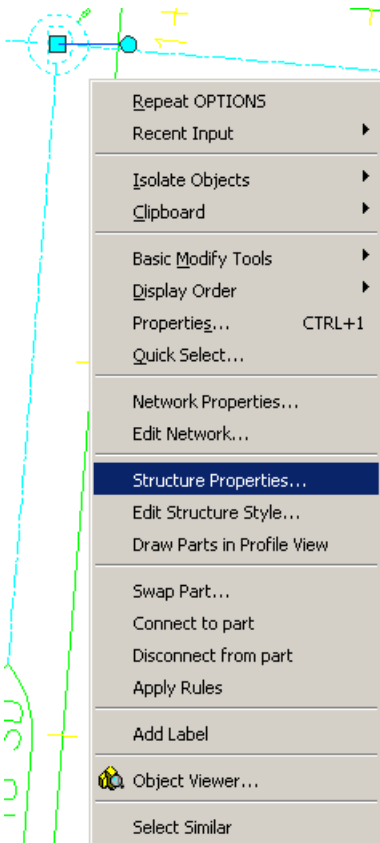 Repeat OPTIONS
Recent Input
Isolate Objects
Clipboard
Basic Modify Tools
Display Order
Properties... CTRL+1
Quick Select...
Network Properties...
Edit Network...
Structure Properties...
Edit Structure Style...
Draw Parts in Profile View
Swap Part...
Connect to part
Disconnect from part
Apply Rules
Add Label
Object Viewer...
Select Similar